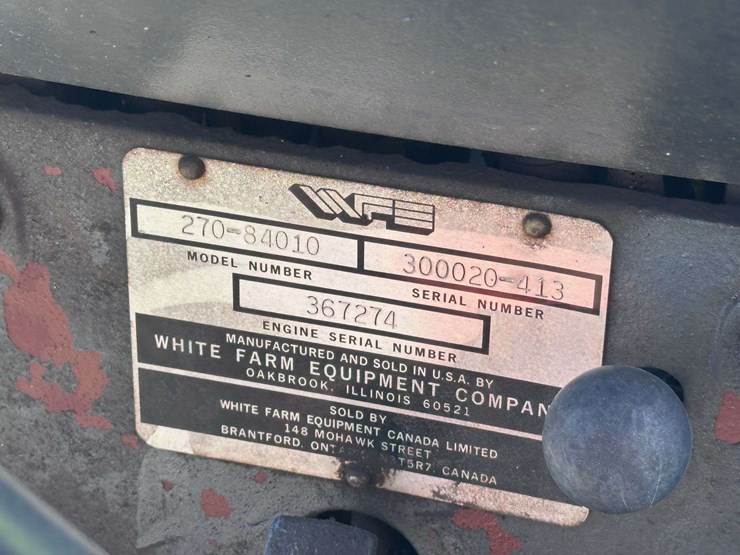 WFE
270-84010 300020-413
MODEL NUMBER SERIAL NUMBER
367274
ENGINE SERIAL NUMBER
MANUFACTURED AND SOLD IN U.S.A. BY
WHITE FARM EQUIPMENT COMPAN
OAKBROOK, ILLINOIS 60521
SOLD BY
WHITE FARM EQUIPMENT CANADA LIMITED
148 MOHAWK STREET
BRANTFORD, T5R7, CANADA